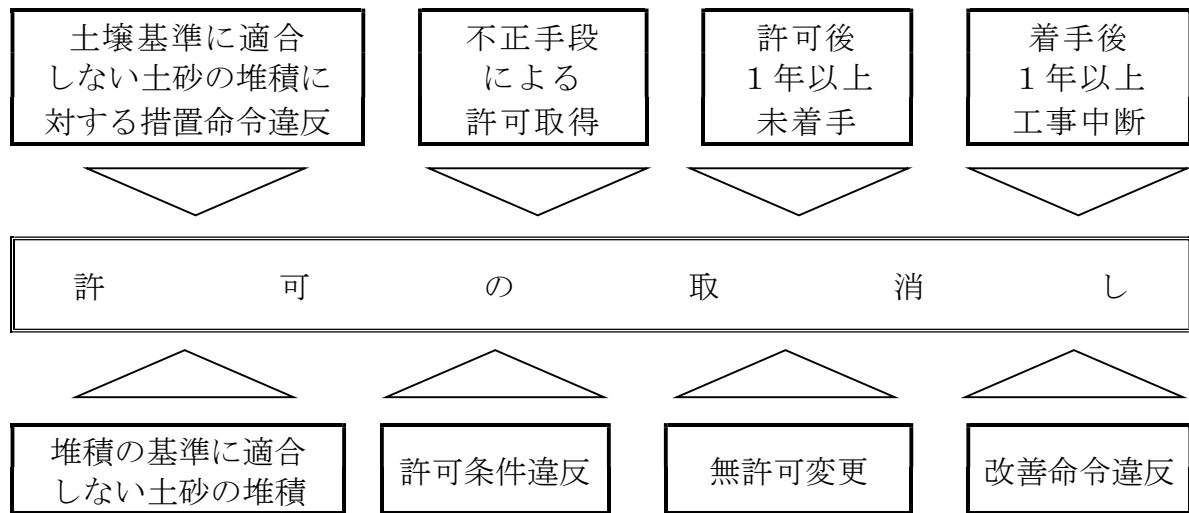 土壌基準に適合
しない土砂の堆積に
対する措置命令違反
不正手段
による
許可取得
許可後
１年以上
未着手
着手後
１年以上
工事中断
許可の取消し
堆積の基準に適合
しない土砂の堆積
許可条件違反
無許可変更
改善命令違反